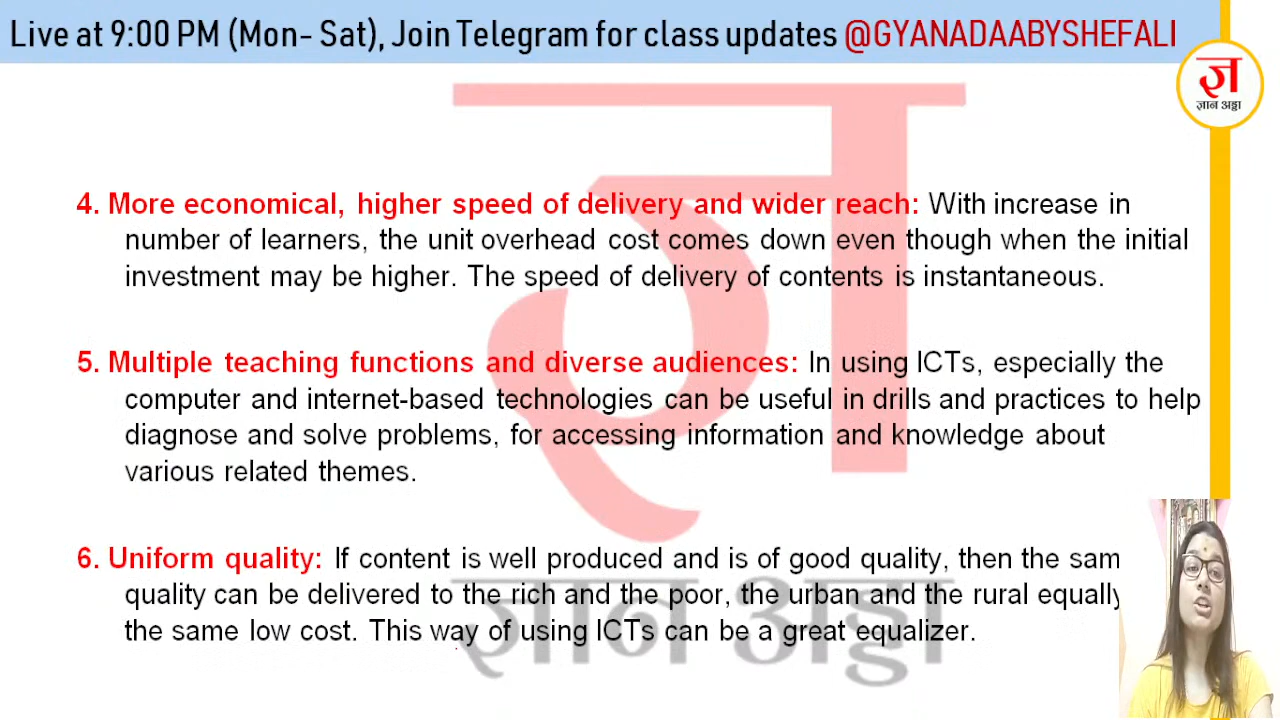 Live at 9:00 PM (Mon- Sat), Join Telegram for class updates @GYANADAABYSHEFALI
ज्ञ
ज्ञान अड्डा
4. More economical, higher speed of delivery and wider reach: With increase in
number of learners, the unit overhead cost comes down even though when the initial
investment may be higher. The speed of delivery of contents is instantaneous.
5. Multiple teaching functions and diverse audiences: In using ICTs, especially the
computer and internet-based technologies can be useful in drills and practices to help
diagnose and solve problems, for accessing information and knowledge about
various related themes.
6. Uniform quality: If content is well produced and is of good quality, then the sam
quality can be delivered to the rich and the poor, the urban and the rural equally
the same low cost. This way of using ICTs can be a great equalizer.
ज्ञ
ज्ञान अड्डा